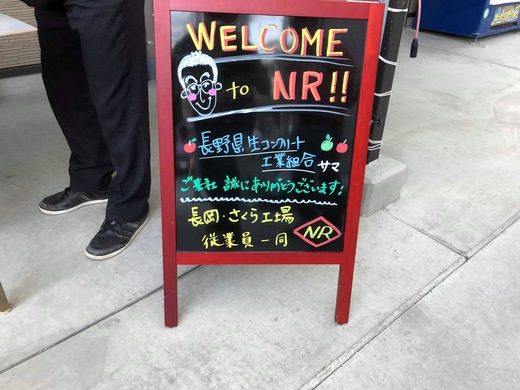 WELCOME
to NR!!
長野県生コンクリート
工業組合 サマ
ご来社 誠にありがとうございます!
長岡・さくら工場
従業員一同
NR